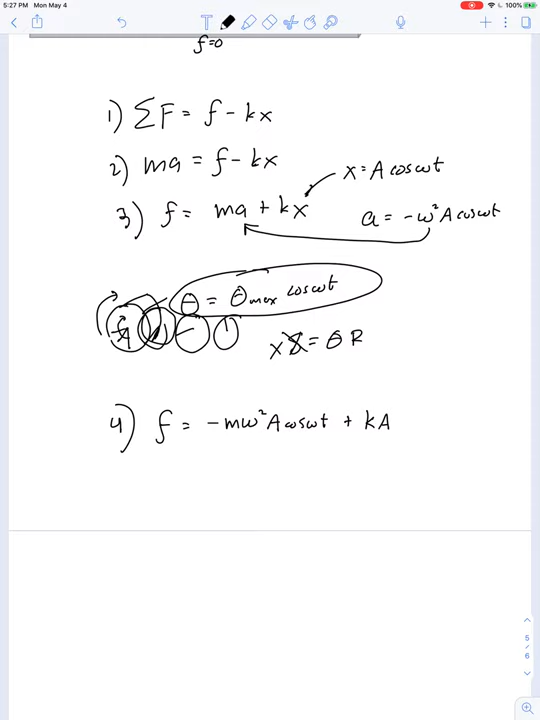 5:27 PM Mon May 4
100%
f=0
1) ΣF = f - kx
2) ma = f - kx
x = A cosωt
3) f = ma + kx
a = -ω²A cosωt
θ = θmax cosωt
x = θR
4) f = -mω²A cosωt + kA
5
/
6